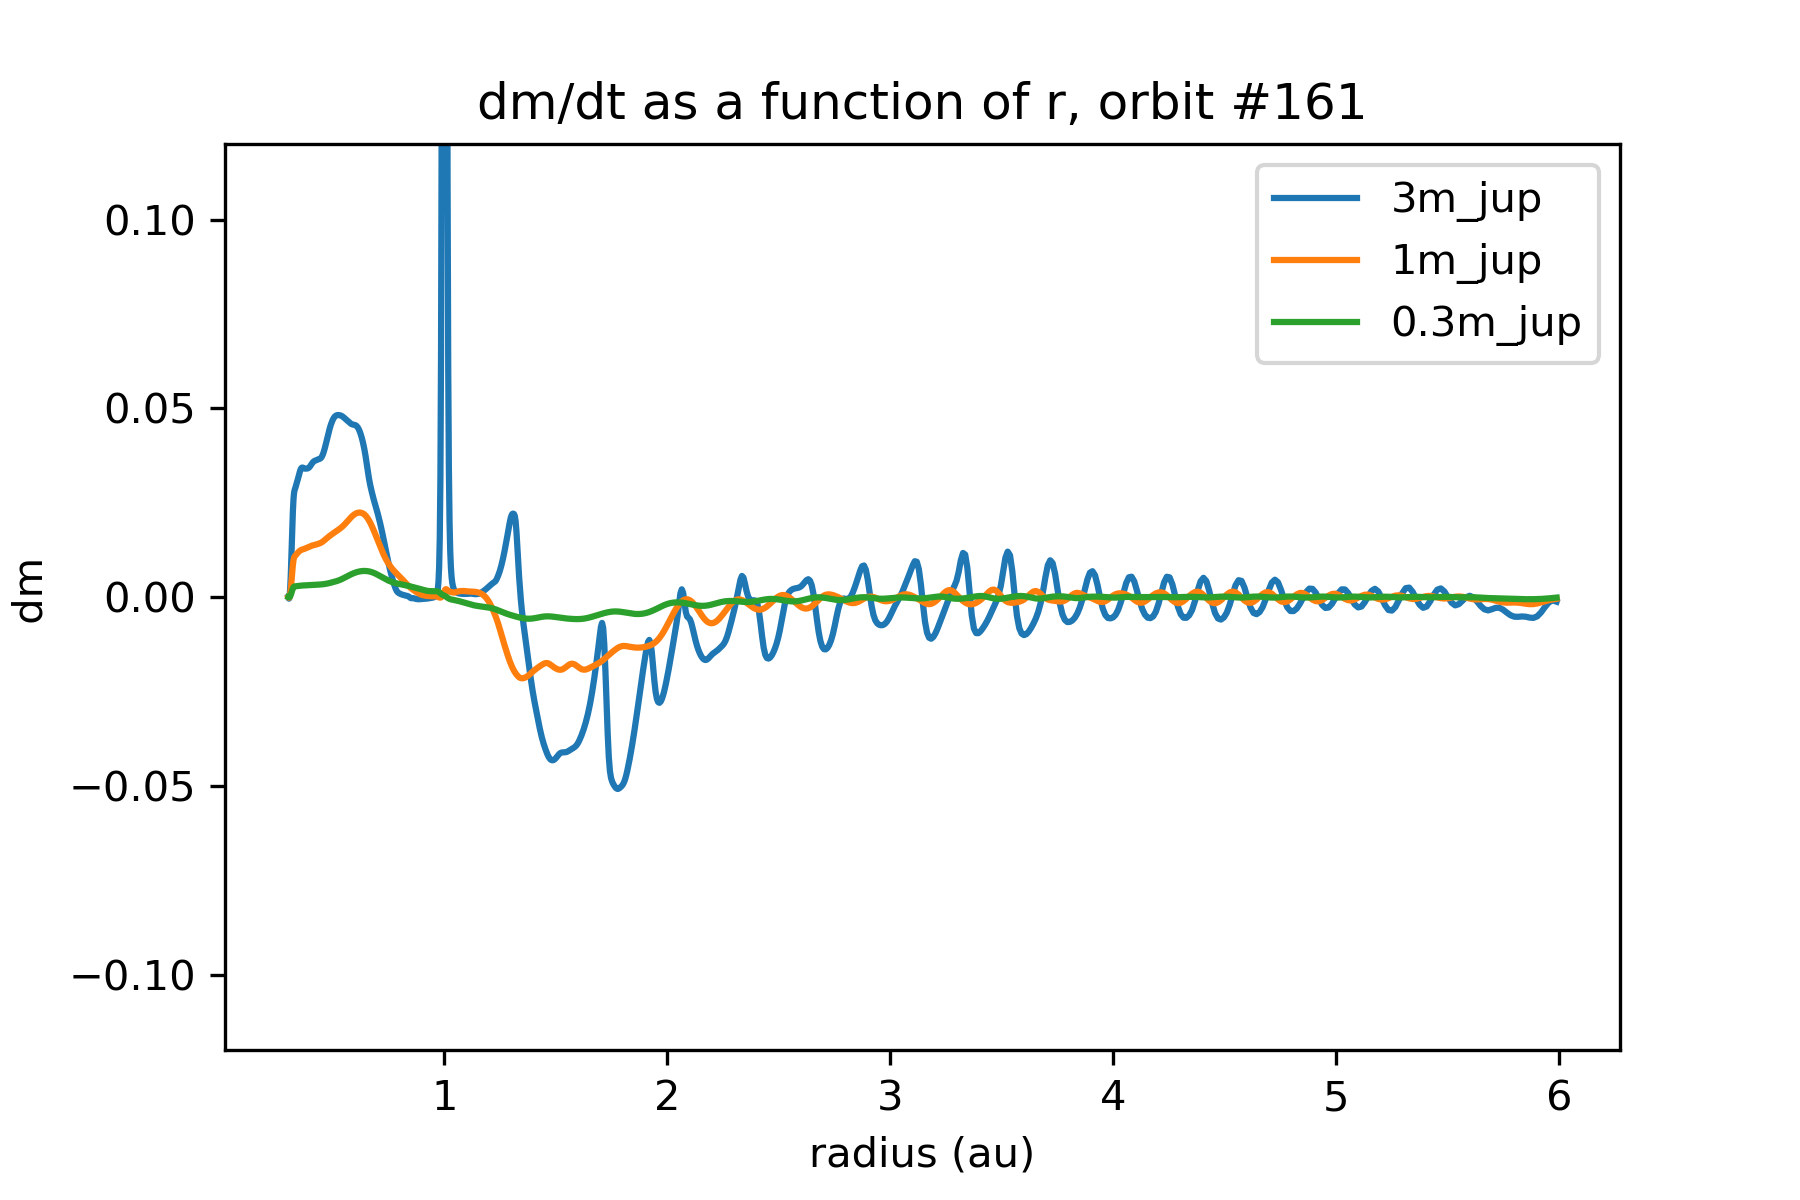 dm/dt as a function of r, orbit #161
3m_jup
1m_jup
0.3m_jup
dm
0.10
0.05
0.00
−0.05
−0.10
1 2 3 4 5 6
radius (au)